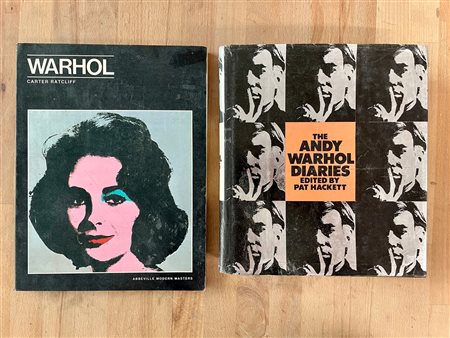 WARHOL
CARTER RATCLIFF
ABBEVILLE MODERN MASTERS
THE
ANDY
WARHOL
DIARIES
EDITED BY
PAT HACKETT